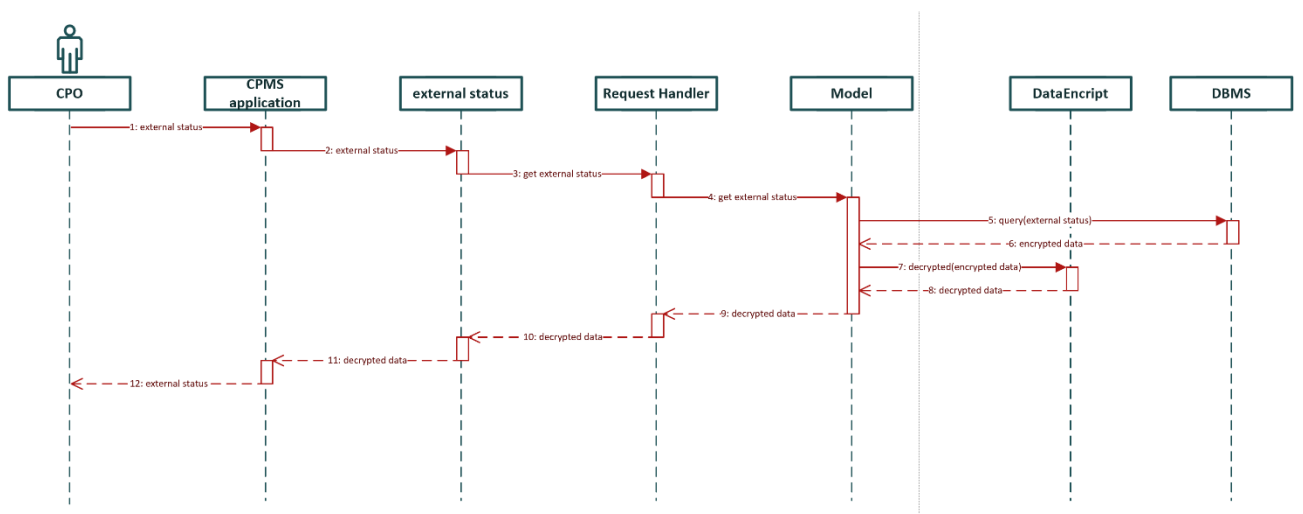 CPO
CPMS
application
external status
Request Handler
Model
DataEncript
DBMS
1: external status
2: external status
3: get external status
4: get external status
5: query(external status)
6: encrypted data
7: decrypted(encrypted data)
8: decrypted data
9: decrypted data
10: decrypted data
11: decrypted data
12: external status